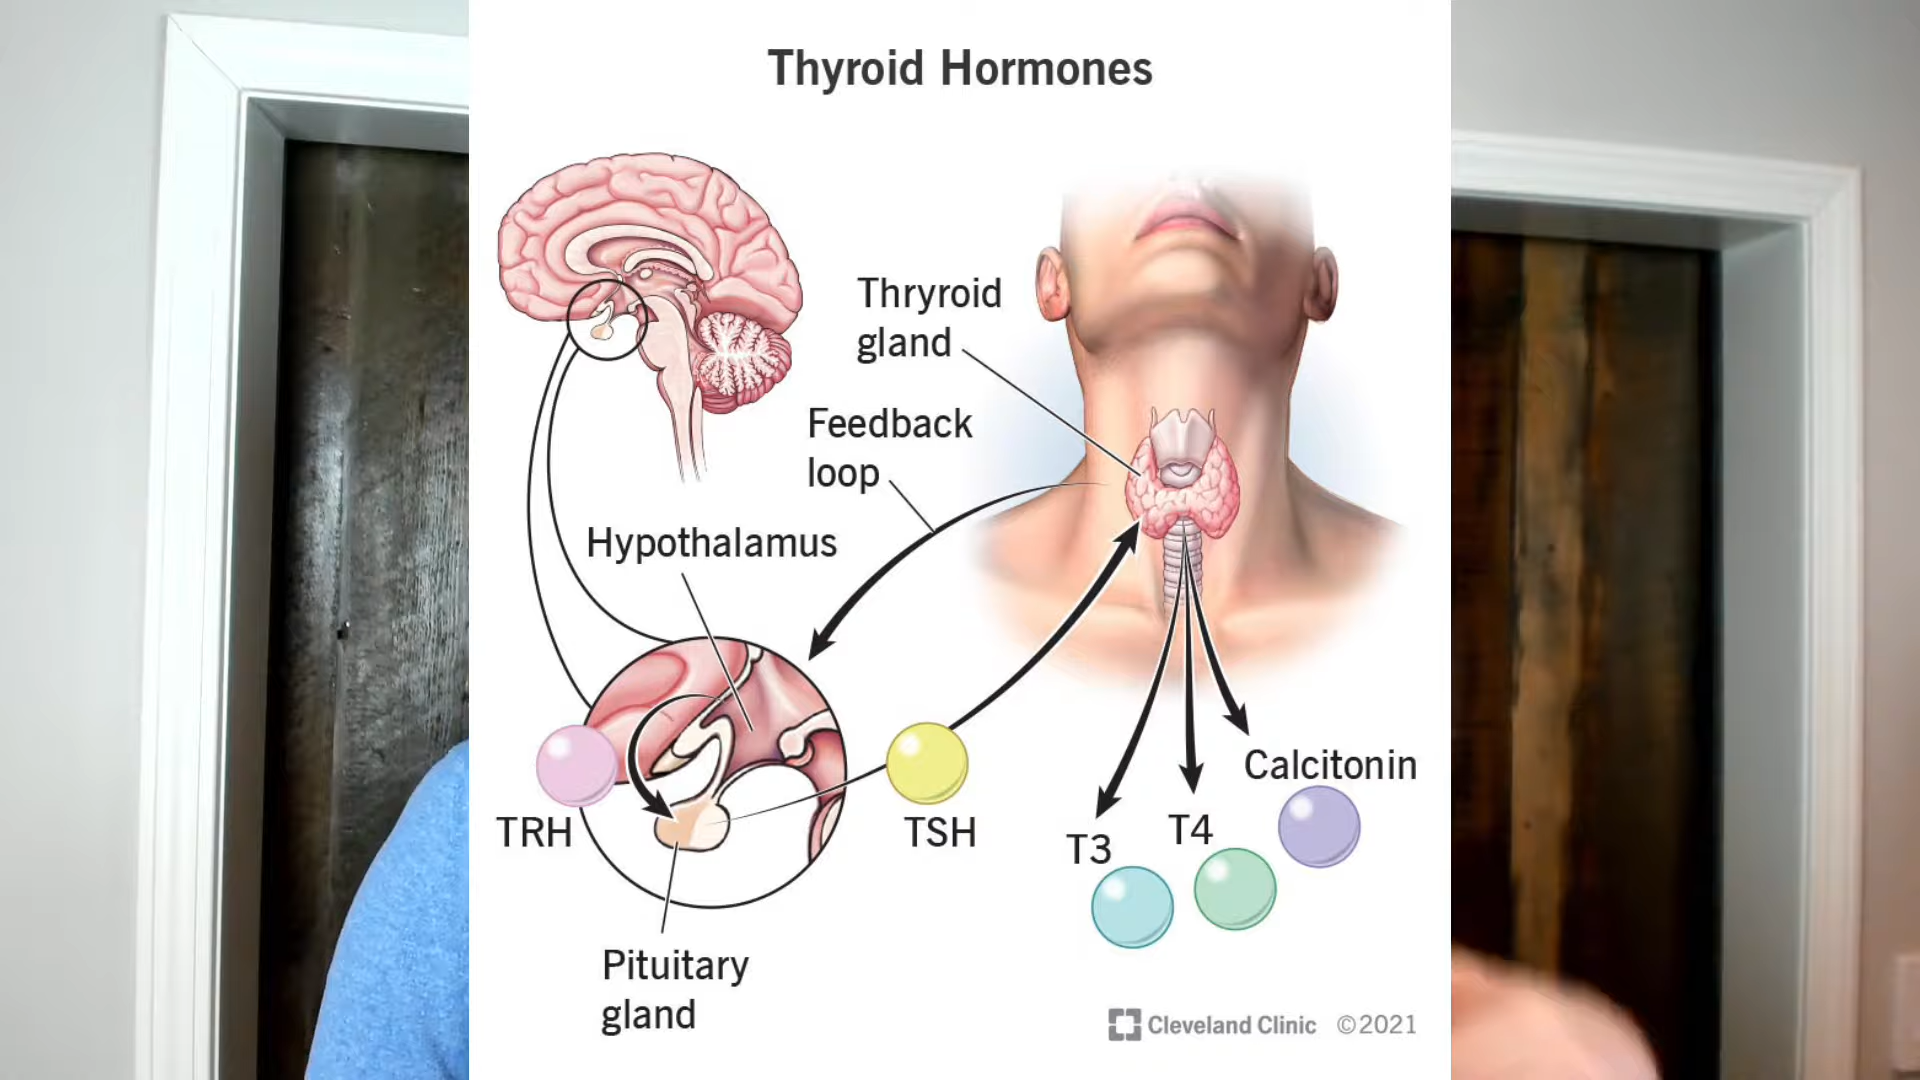 Thyroid Hormones
Thryroid
gland
Feedback
loop
Hypothalamus
TRH
TSH
T3
T4
Calcitonin
Pituitary
gland
Cleveland Clinic ©2021